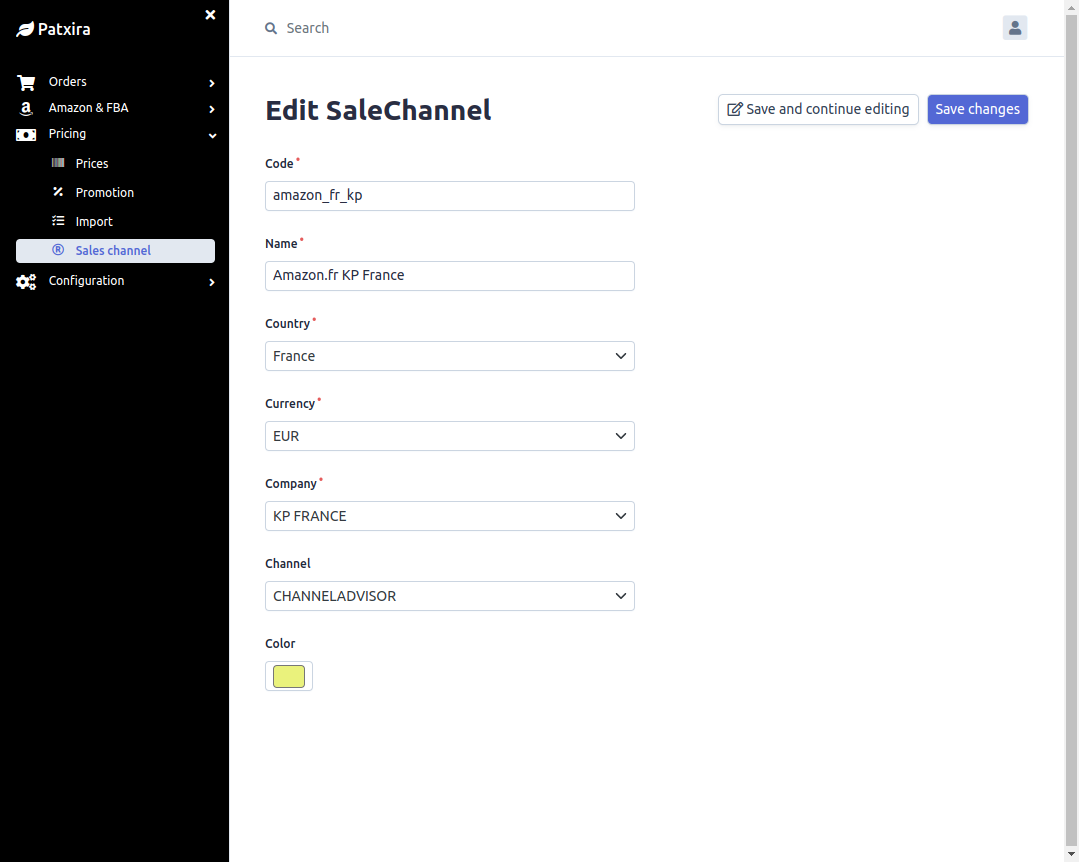 Patxira
Orders
Amazon & FBA
Pricing
Prices
Promotion
Import
Sales channel
Configuration
Search
Edit SaleChannel
Save and continue editing
Save changes
Code*
amazon_fr_kp
Name*
Amazon.fr KP France
Country*
France
Currency*
EUR
Company*
KP FRANCE
Channel
CHANNELADVISOR
Color